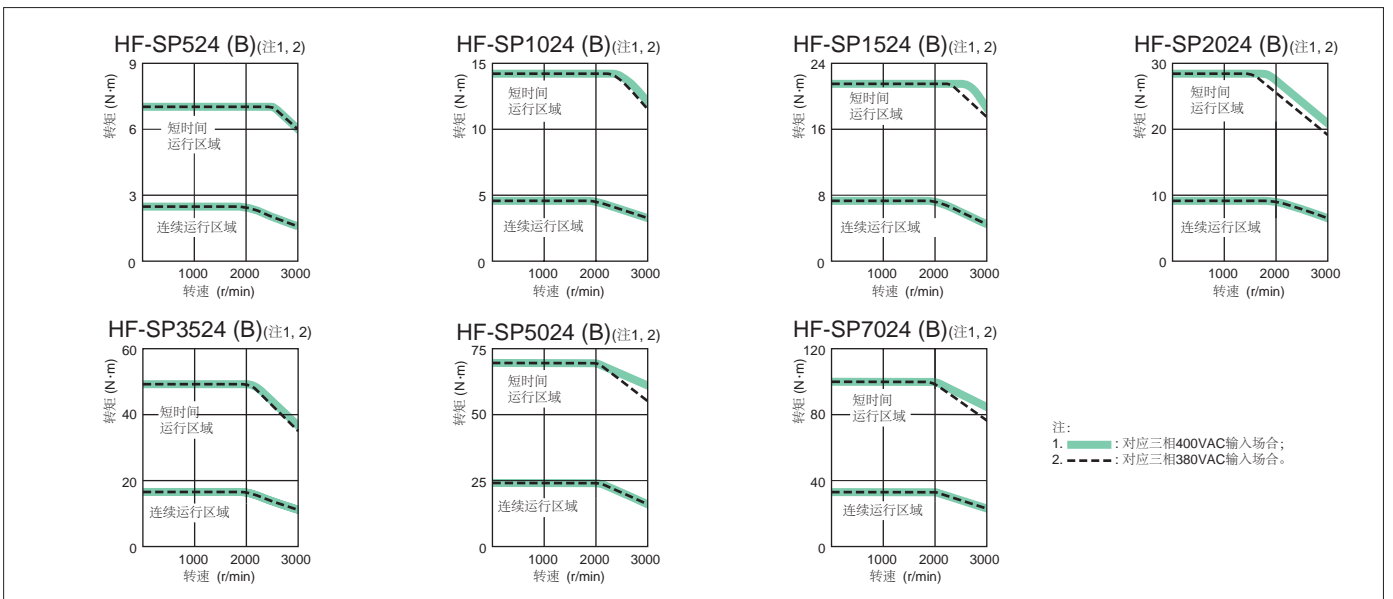 HF-SP524 (B)(注1, 2)
9
6
3
0
转矩 (N·m)
短时间
运行区域
连续运行区域
1000 2000 3000
转速 (r/min)
HF-SP1024 (B)(注1, 2)
15
10
5
0
转矩 (N·m)
短时间
运行区域
连续运行区域
1000 2000 3000
转速 (r/min)
HF-SP1524 (B)(注1, 2)
24
16
8
0
转矩 (N·m)
短时间
运行区域
连续运行区域
1000 2000 3000
转速 (r/min)
HF-SP2024 (B)(注1, 2)
30
20
10
0
转矩 (N·m)
短时间
运行区域
连续运行区域
1000 2000 3000
转速 (r/min)
HF-SP3524 (B)(注1, 2)
60
40
20
0
转矩 (N·m)
短时间
运行区域
连续运行区域
1000 2000 3000
转速 (r/min)
HF-SP5024 (B)(注1, 2)
75
50
25
0
转矩 (N·m)
短时间
运行区域
连续运行区域
1000 2000 3000
转速 (r/min)
HF-SP7024 (B)(注1, 2)
120
80
40
0
转矩 (N·m)
短时间
运行区域
连续运行区域
1000 2000 3000
转速 (r/min)
注:
1. : 对应三相400VAC输入场合;
2. : 对应三相380VAC输入场合。